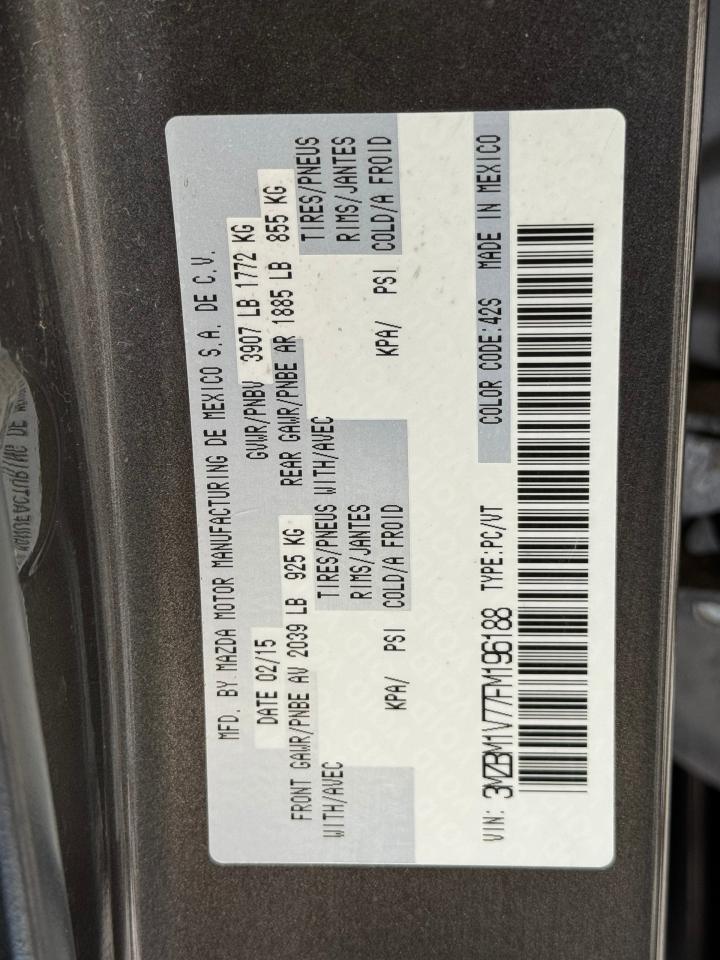 MFD. BY MAZDA MOTOR MANUFACTURING DE MEXICO S.A. DE C.V.
DATE 02/15 GVWR/PNBV 3907 LB 1772 KG
FRONT GAWR/PNBE AV 2039 LB 925 KG REAR GAWR/PNBE AR 1885 LB 855 KG
WITH/AVEC TIRES/PNEUS WITH/AVEC TIRES/PNEUS
RIMS/JANTES RIMS/JANTES
KPA/ PSI COLD/A FROID KPA/ PSI COLD/A FROID
VIN: 3MZBM1V77FM196188 TYPE:PC/VT COLOR CODE:42S MADE IN MEXICO